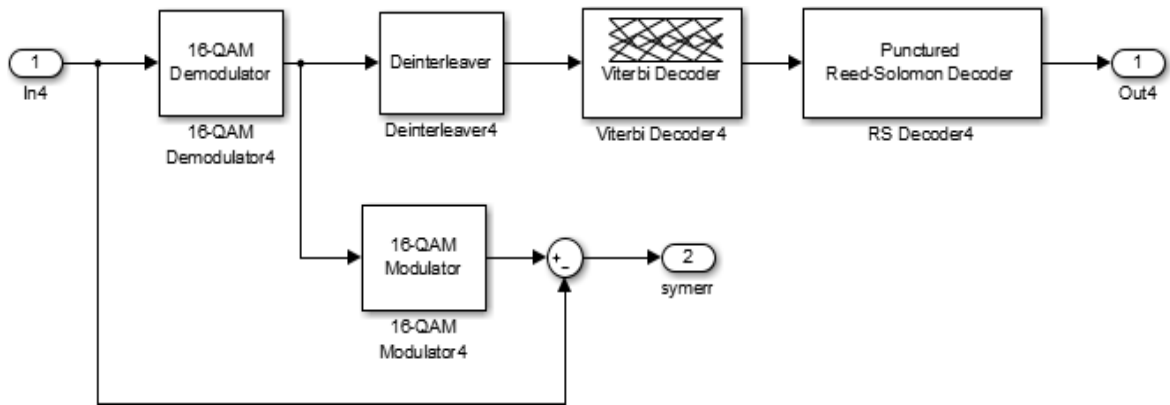 1
In4
16-QAM
Demodulator
16-QAM
Demodulator4
Deinterleaver
Deinterleaver4
Viterbi Decoder
Viterbi Decoder4
Punctured
Reed-Solomon Decoder
RS Decoder4
1
Out4
16-QAM
Modulator
16-QAM
Modulator4
+
−
2
symerr